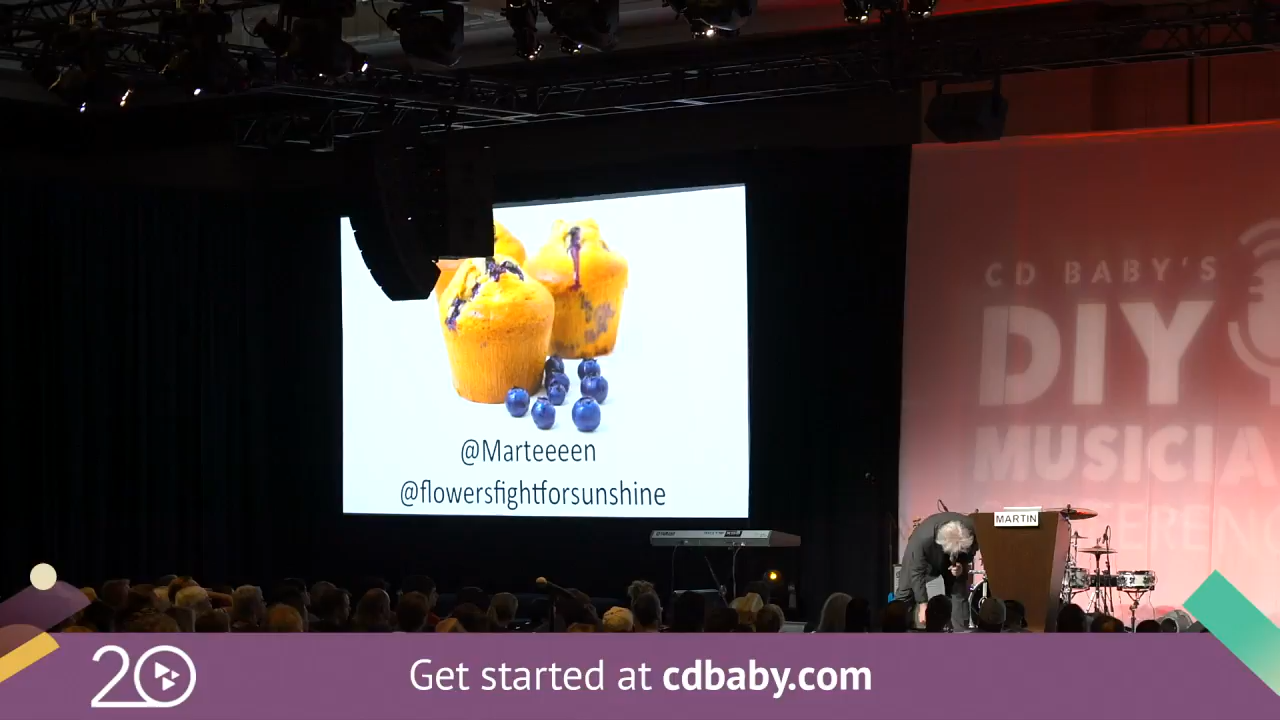 @Marteeeen
@flowersfightforsunshine
CD BABY'S
DIY
MUSICIA
MARTIN
20
Get started at cdbaby.com